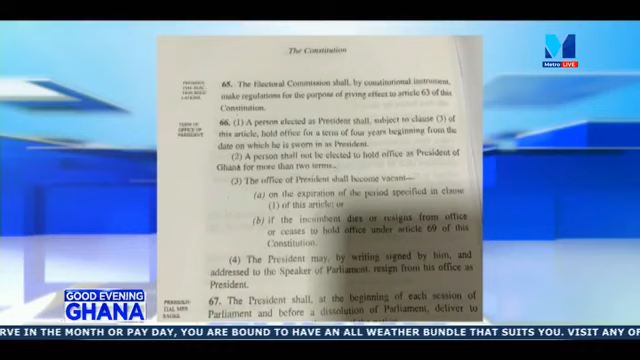 The Constitution
M
Metro LIVE
65. The Electoral Commission shall, by constitutional instrument,
make regulations for the purpose of giving effect to article 63 of this
Constitution.
TERM OF
OFFICE OF
PRESIDENT
66. (1) A person elected as President shall, subject to clause (3) of
this article, hold office for a term of four years beginning from the
date on which he is sworn in as President.
(2) A person shall not be elected to hold office as President of
Ghana for more than two terms.
(3) The office of President shall become vacant—
(a) on the expiration of the period specified in clause
(1) of this article; or
(b) if the incumbent dies or resigns from office
or ceases to hold office under article 69 of this
Constitution.
(4) The President may, by writing signed by him, and
addressed to the Speaker of Parliament, resign from his office as
President.
67. The President shall, at the beginning of each session of
Parliament and before a dissolution of Parliament, deliver to
GOOD EVENING
GHANA
RVE IN THE MONTH OR PAY DAY, YOU ARE BOUND TO HAVE AN ALL WEATHER BUNDLE THAT SUITS YOU. VISIT ANY OF